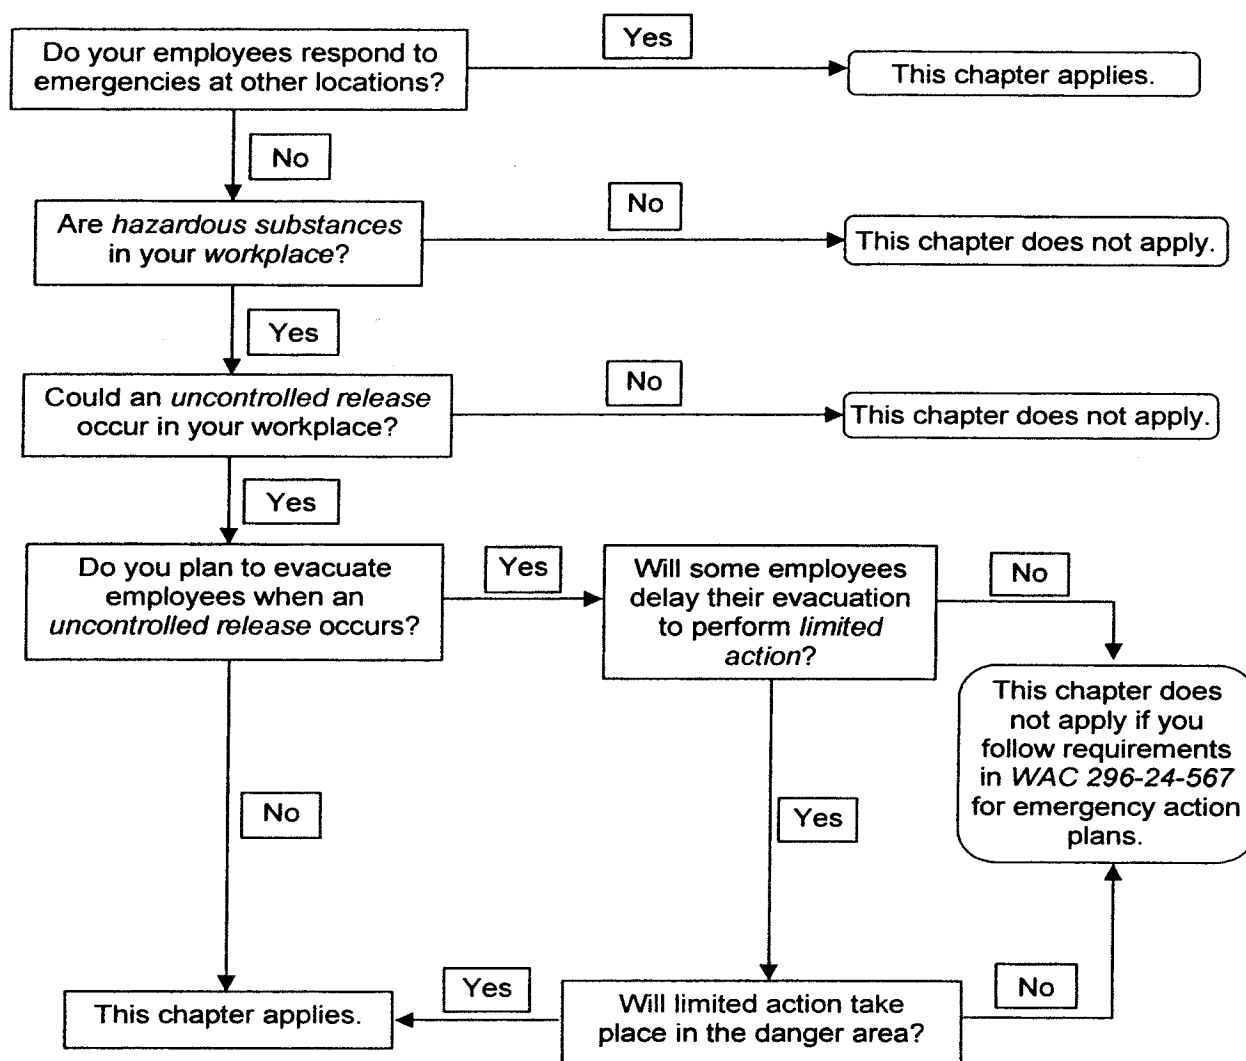 Do your employees respond to
emergencies at other locations?
Yes
This chapter applies.
No
Are hazardous substances
in your workplace?
No
This chapter does not apply.
Yes
Could an uncontrolled release
occur in your workplace?
No
This chapter does not apply.
Yes
Do you plan to evacuate
employees when an
uncontrolled release occurs?
Yes
Will some employees
delay their evacuation
to perform limited
action?
No
This chapter does
not apply if you
follow requirements
in WAC 296-24-567
for emergency action
plans.
No
Yes
This chapter applies.
Yes
Will limited action take
place in the danger area?
No